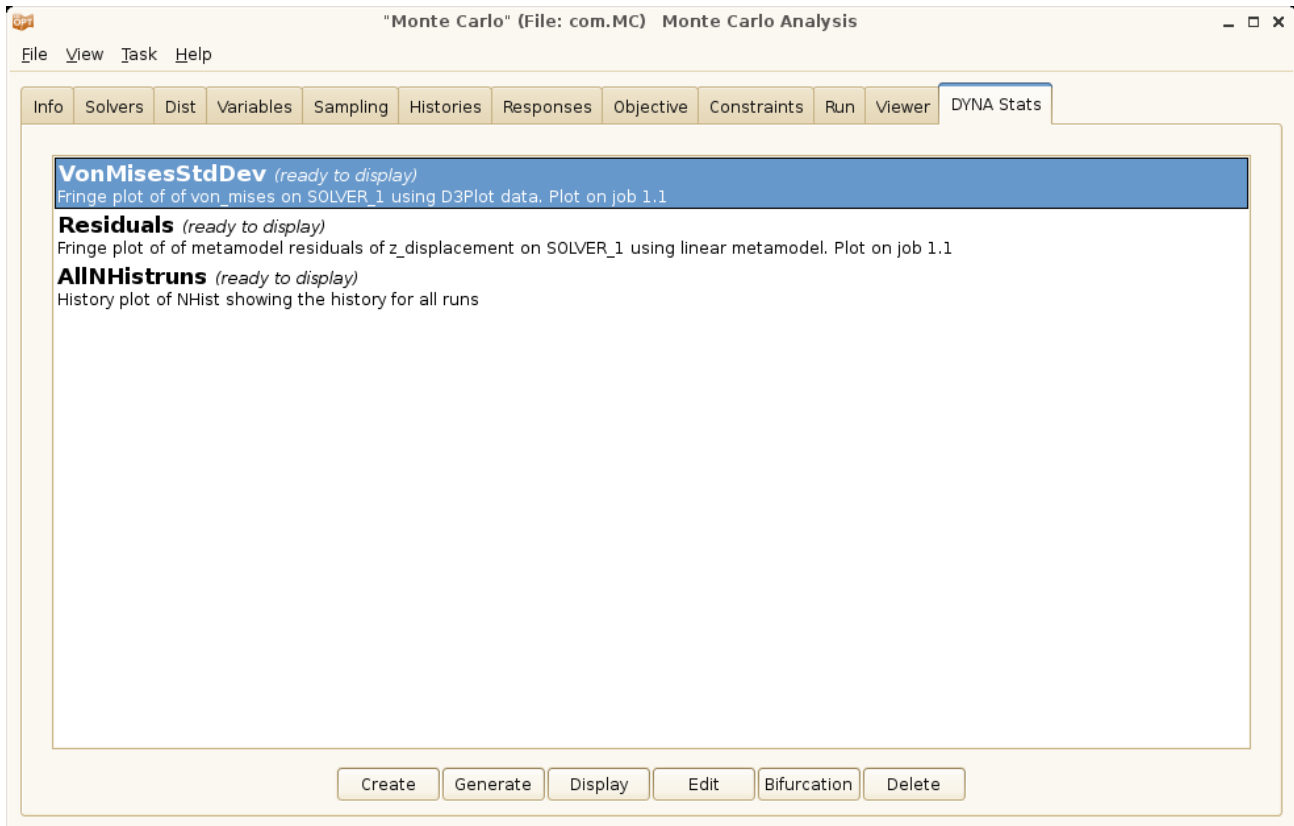 OPT "Monte Carlo" (File: com.MC) Monte Carlo Analysis
File View Task Help
Info Solvers Dist Variables Sampling Histories Responses Objective Constraints Run Viewer DYNA Stats
VonMisesStdDev (ready to display)
Fringe plot of of von_mises on SOLVER_1 using D3Plot data. Plot on job 1.1
Residuals (ready to display)
Fringe plot of of metamodel residuals of z_displacement on SOLVER_1 using linear metamodel. Plot on job 1.1
AllNHistruns (ready to display)
History plot of NHist showing the history for all runs
Create Generate Display Edit Bifurcation Delete